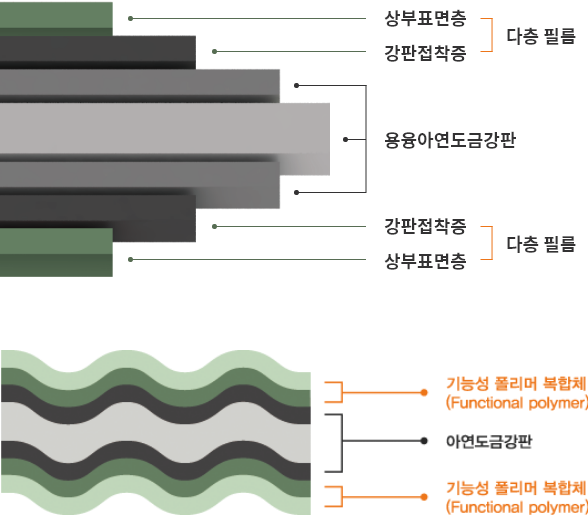 상부표면층
다층 필름
강판접착증
용융아연도금강판
강판접착증
다층 필름
상부표면층
기능성 폴리머 복합체
(Functional polymer)
아연도금강판
기능성 폴리머 복합체
(Functional polymer)